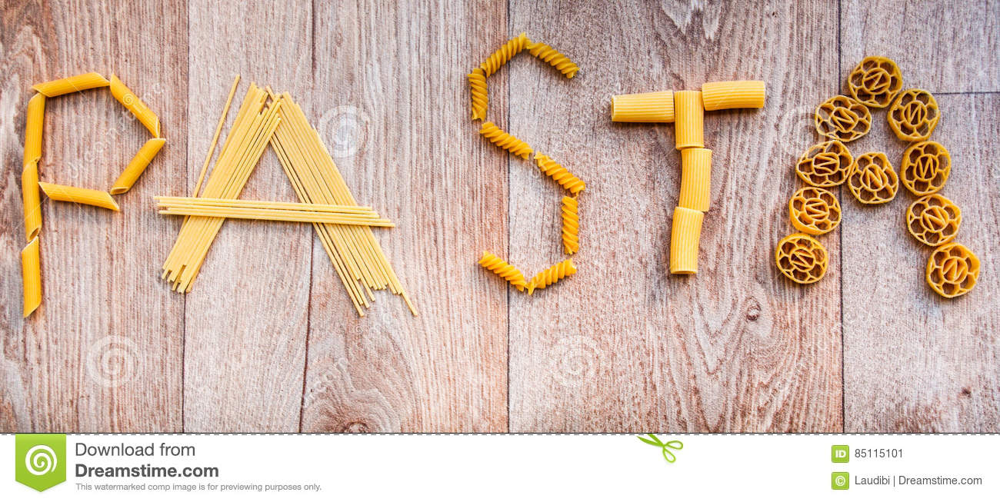 PASTA
Download from
Dreamstime.com
This watermarked comp image is for previewing purposes only.
ID 85115101
© Laudibi | Dreamstime.com